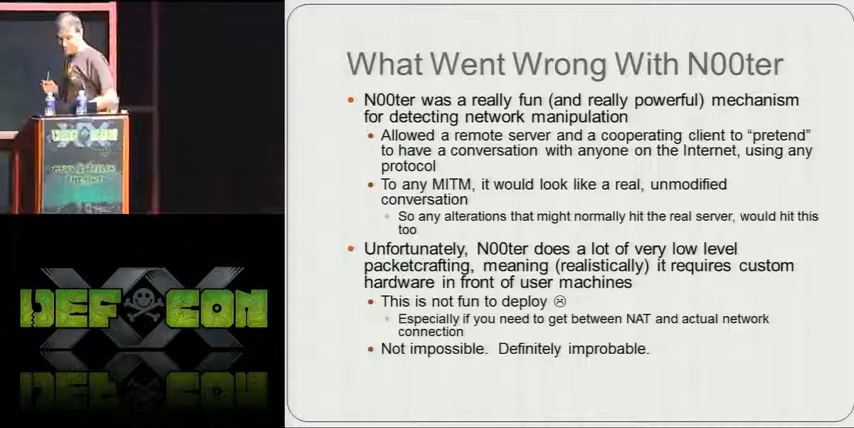 What Went Wrong With N00ter
• N00ter was a really fun (and really powerful) mechanism
for detecting network manipulation
• Allowed a remote server and a cooperating client to “pretend”
to have a conversation with anyone on the Internet, using any
protocol
• To any MITM, it would look like a real, unmodified
conversation
• So any alterations that might normally hit the real server, would hit this
too
• Unfortunately, N00ter does a lot of very low level
packetcrafting, meaning (realistically) it requires custom
hardware in front of user machines
• This is not fun to deploy ☹
• Especially if you need to get between NAT and actual network
connection
• Not impossible. Definitely improbable.
DEF CON
XX